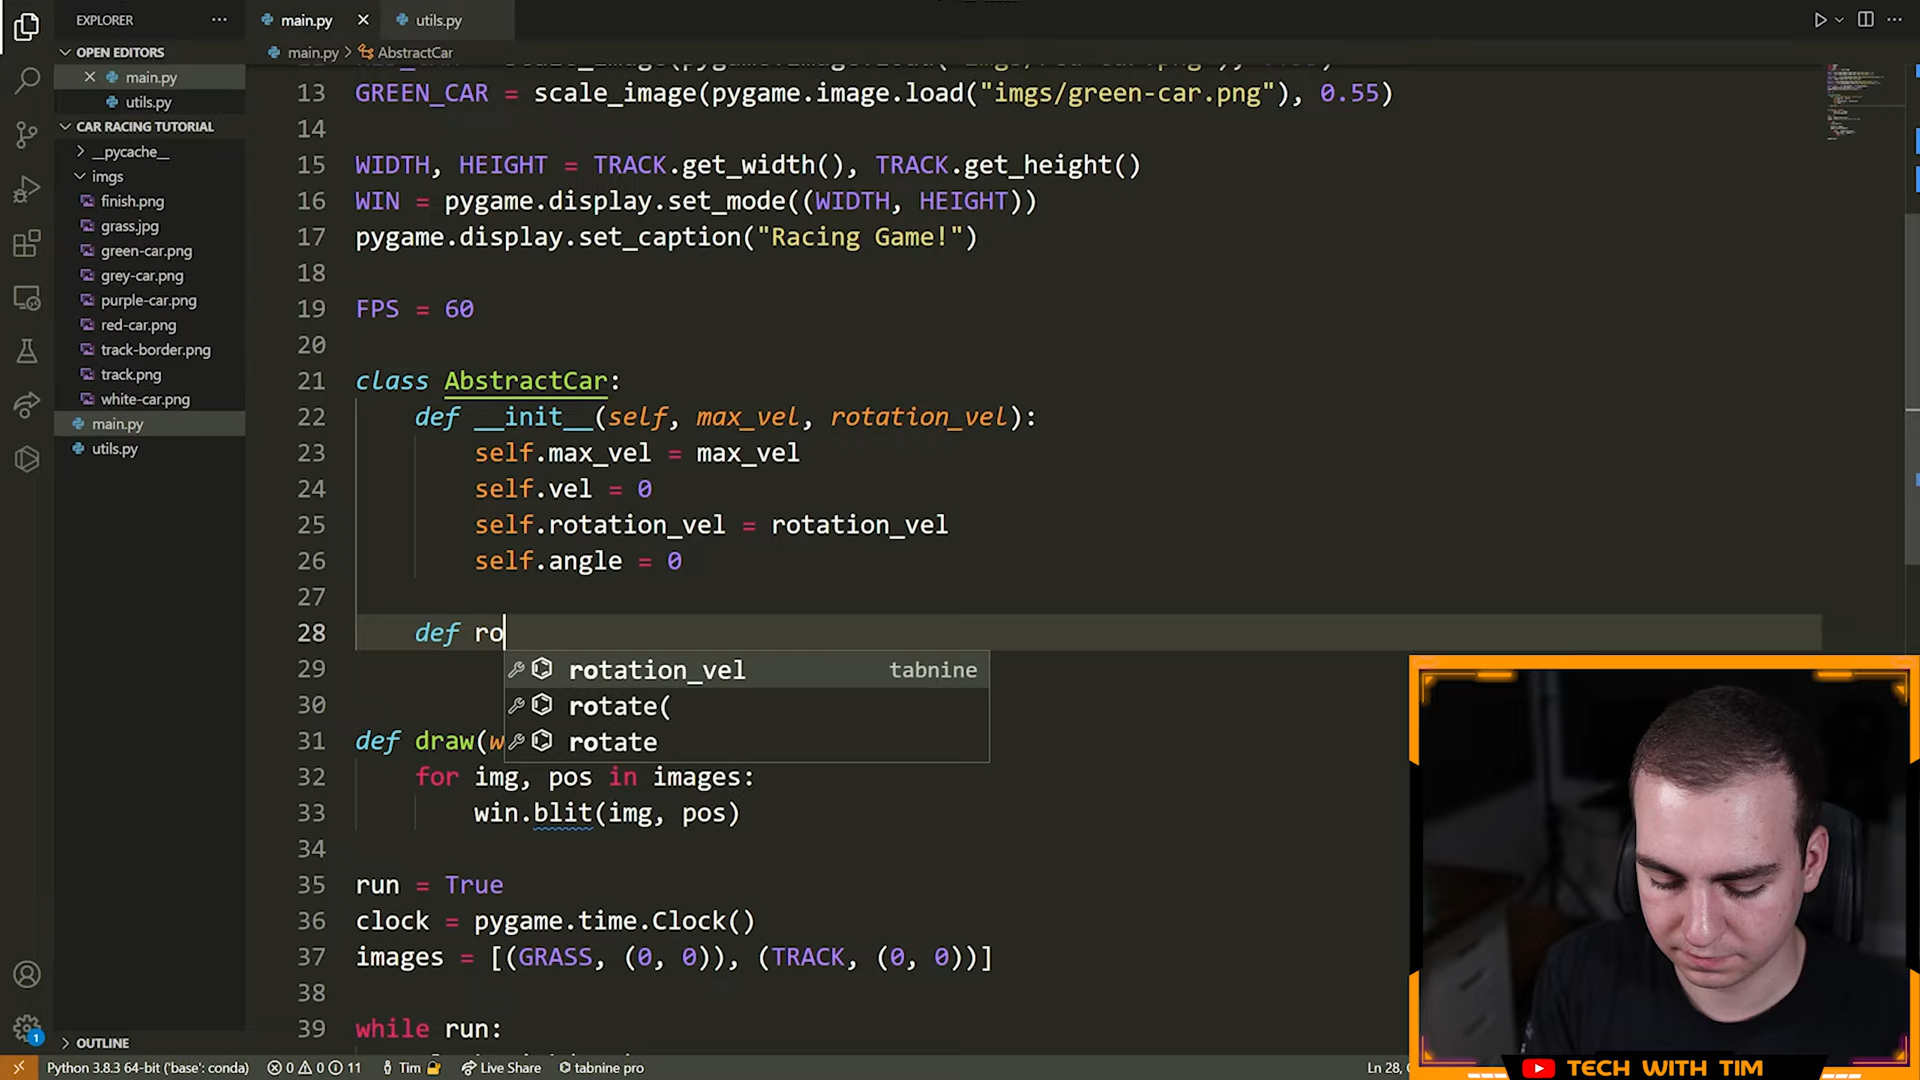 EXPLORER
main.py
utils.py
OPEN EDITORS
main.py > AbstractCar
main.py
utils.py
13 GREEN_CAR = scale_image(pygame.image.load("imgs/green-car.png"), 0.55)
CAR RACING TUTORIAL
14
__pycache__
15 WIDTH, HEIGHT = TRACK.get_width(), TRACK.get_height()
imgs
16 WIN = pygame.display.set_mode((WIDTH, HEIGHT))
finish.png
17 pygame.display.set_caption("Racing Game!")
grass.jpg
green-car.png
18
grey-car.png
19 FPS = 60
purple-car.png
red-car.png
20
track-border.png
21 class AbstractCar:
track.png
white-car.png
22 def __init__(self, max_vel, rotation_vel):
main.py
utils.py
23 self.max_vel = max_vel
24 self.vel = 0
25 self.rotation_vel = rotation_vel
26 self.angle = 0
27
28 def ro
29
rotation_vel tabnine
rotate(
rotate
30
31 def draw(w
32 for img, pos in images:
33 win.blit(img, pos)
34
35 run = True
36 clock = pygame.time.Clock()
37 images = [(GRASS, (0, 0)), (TRACK, (0, 0))]
38
39 while run:
OUTLINE
1
Python 3.8.3 64-bit ('base': conda) 0 0 11 Tim Live Share tabnine pro Ln 28,
TECH WITH TIM